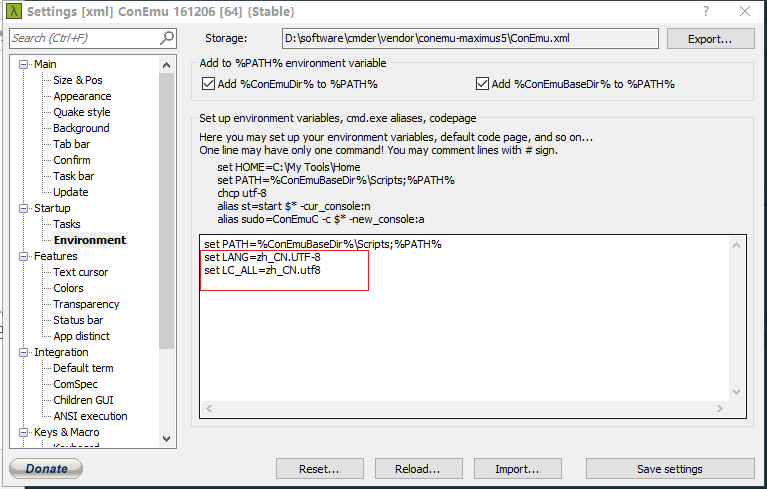 λ Settings [xml] ConEmu 161206 [64] {Stable} ?
Search (Ctrl+F)
Storage: D:\software\cmder\vendor\conemu-maximus5\ConEmu.xml Export...
Main
Size & Pos
Appearance
Quake style
Background
Tab bar
Confirm
Task bar
Update
Startup
Tasks
Environment
Features
Text cursor
Colors
Transparency
Status bar
App distinct
Integration
Default term
ComSpec
Children GUI
ANSI execution
Keys & Macro
Add to %PATH% environment variable
Add %ConEmuDir% to %PATH% Add %ConEmuBaseDir% to %PATH%
Set up environment variables, cmd.exe aliases, codepage
Here you may set up your environment variables, default code page, and so on...
One line may have only one command! You may comment lines with # sign.
set HOME=C:\My Tools\Home
set PATH=%ConEmuBaseDir%\Scripts;%PATH%
chcp utf-8
alias st=start $* -cur_console:n
alias sudo=ConEmuC -c $* -new_console:a
set PATH=%ConEmuBaseDir%\Scripts;%PATH%
set LANG=zh_CN.UTF-8
set LC_ALL=zh_CN.utf8
Donate Reset... Reload... Import... Save settings